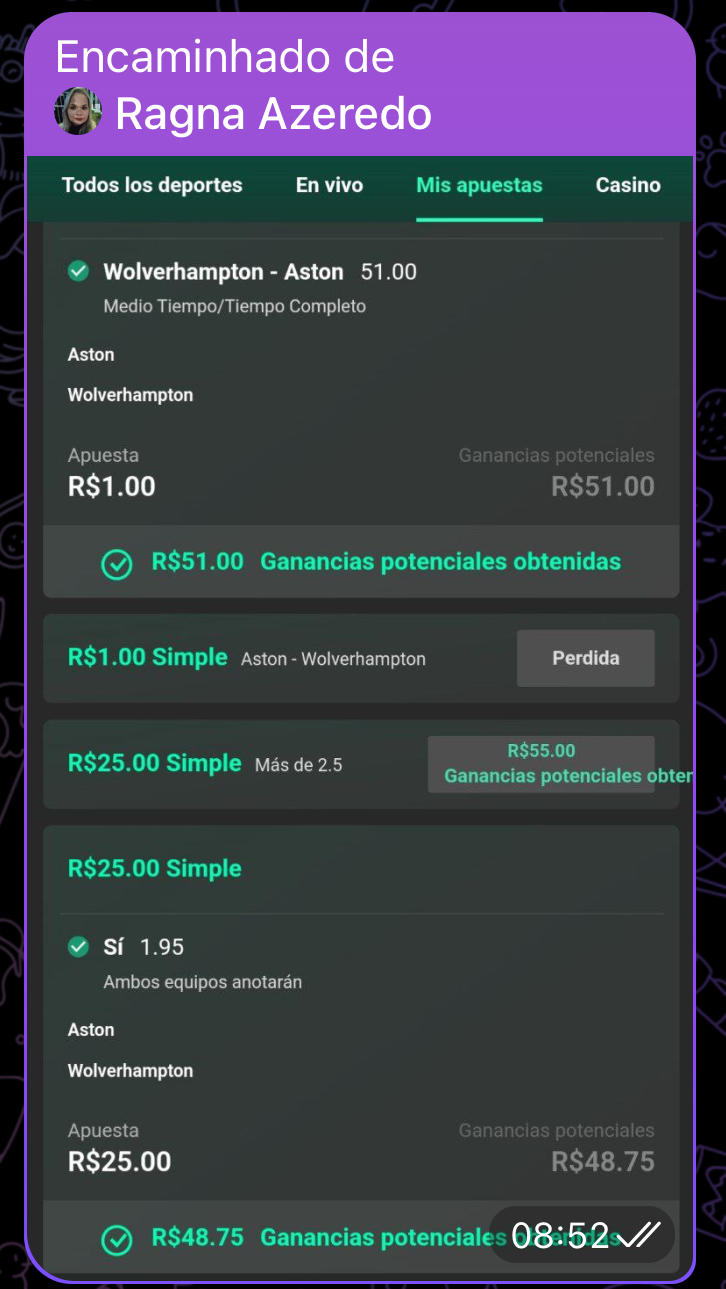 Encaminhado de
Ragna Azeredo
Todos los deportes En vivo Mis apuestas Casino
Wolverhampton - Aston 51.00
Medio Tiempo/Tiempo Completo
Aston
Wolverhampton
Apuesta Ganancias potenciales
R$1.00 R$51.00
R$51.00 Ganancias potenciales obtenidas
R$1.00 Simple Aston - Wolverhampton Perdida
R$25.00 Simple Más de 2.5 R$55.00
Ganancias potenciales obten
R$25.00 Simple
Sí 1.95
Ambos equipos anotarán
Aston
Wolverhampton
Apuesta Ganancias potenciales
R$25.00 R$48.75
R$48.75 Ganancias potenciales obtenidas
08:52